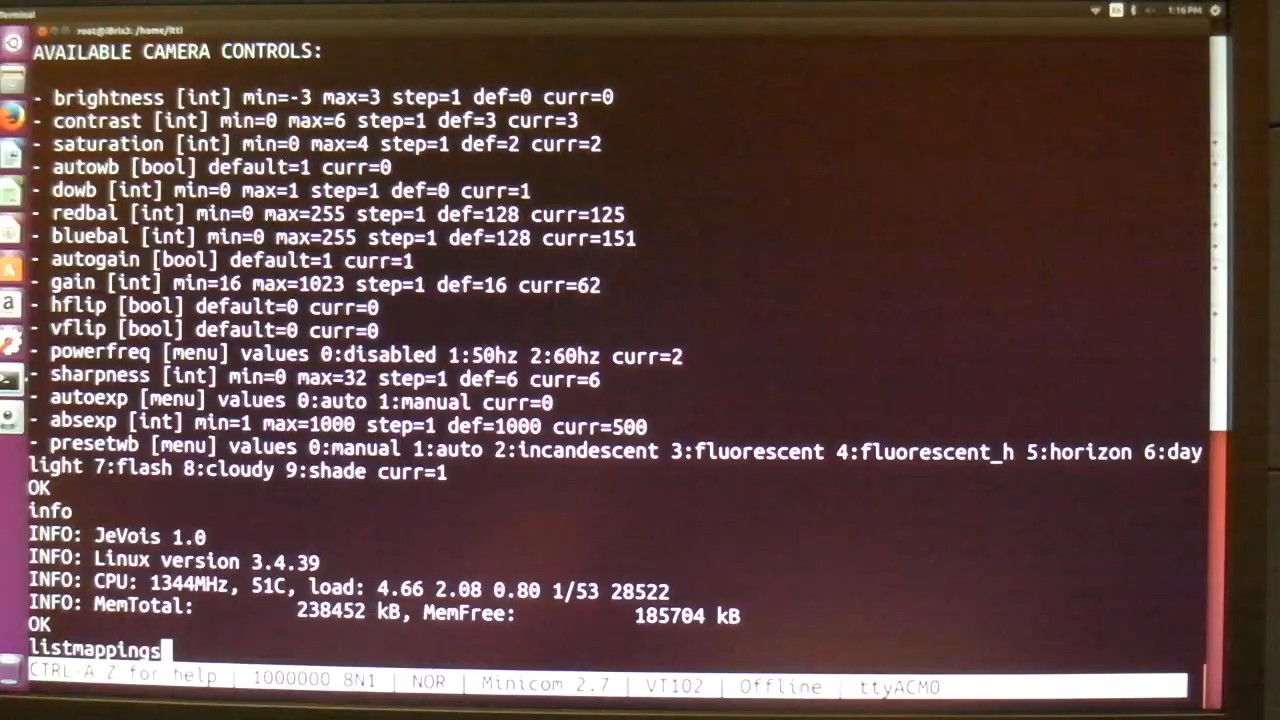 Terminal
1:16 PM
root@iBrix3: /home/itti
AVAILABLE CAMERA CONTROLS:
- brightness [int] min=-3 max=3 step=1 def=0 curr=0
- contrast [int] min=0 max=6 step=1 def=3 curr=3
- saturation [int] min=0 max=4 step=1 def=2 curr=2
- autowb [bool] default=1 curr=0
- dowb [int] min=0 max=1 step=1 def=0 curr=1
- redbal [int] min=0 max=255 step=1 def=128 curr=125
- bluebal [int] min=0 max=255 step=1 def=128 curr=151
- autogain [bool] default=1 curr=1
- gain [int] min=16 max=1023 step=1 def=16 curr=62
- hflip [bool] default=0 curr=0
- vflip [bool] default=0 curr=0
- powerfreq [menu] values 0:disabled 1:50hz 2:60hz curr=2
- sharpness [int] min=0 max=32 step=1 def=6 curr=6
- autoexp [menu] values 0:auto 1:manual curr=0
- absexp [int] min=1 max=1000 step=1 def=1000 curr=500
- presetwb [menu] values 0:manual 1:auto 2:incandescent 3:fluorescent 4:fluorescent_h 5:horizon 6:day
light 7:flash 8:cloudy 9:shade curr=1
OK
info
INFO: JeVois 1.0
INFO: Linux version 3.4.39
INFO: CPU: 1344MHz, 51C, load: 4.66 2.08 0.80 1/53 28522
INFO: MemTotal: 238452 kB, MemFree: 185704 kB
OK
listmappings
CTRL-A Z for help | 1000000 8N1 | NOR | Minicom 2.7 | VT102 | Offline | ttyACM0